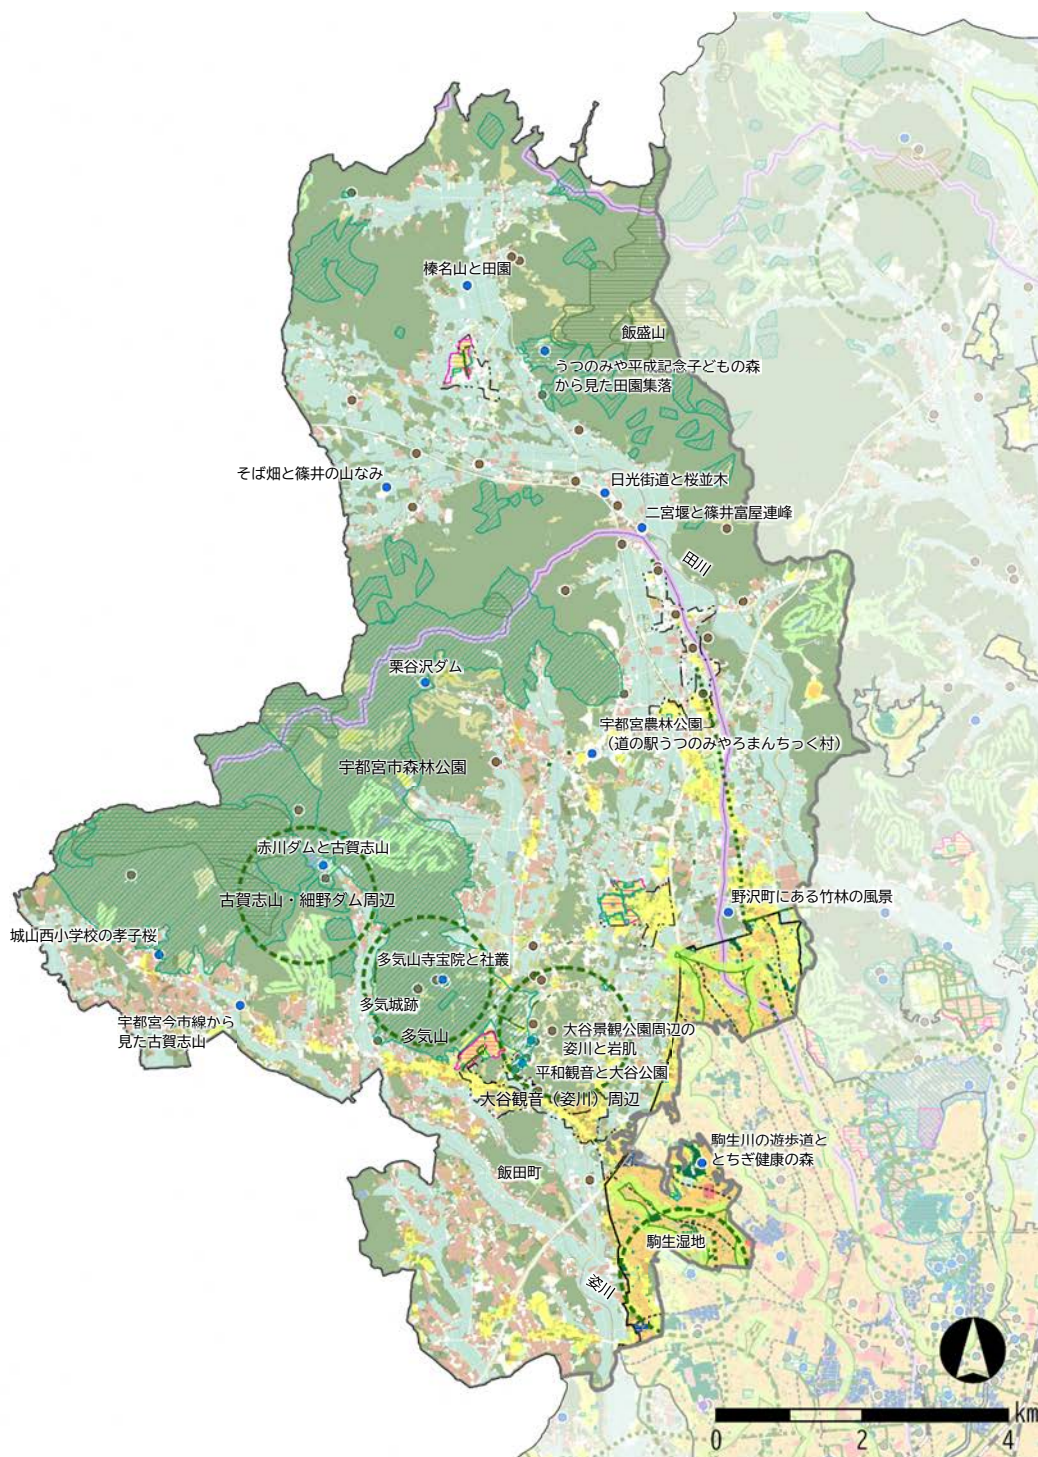 榛名山と田園
飯盛山
うつのみや平成記念子どもの森
から見た田園集落
そば畑と篠井の山なみ
日光街道と桜並木
二宮堰と篠井富屋連峰
田川
栗谷沢ダム
宇都宮農林公園
（道の駅うつのみやろまんちっく村）
宇都宮市森林公園
赤川ダムと古賀志山
古賀志山・細野ダム周辺
野沢町にある竹林の風景
城山西小学校の孝子桜
多気山寺宝院と社叢
多気城跡
宇都宮今市線から
見た古賀志山
多気山
大谷景観公園周辺の
姿川と岩肌
平和観音と大谷公園
大谷観音（姿川）周辺
駒生川の遊歩道と
とちぎ健康の森
飯田町
駒生湿地
姿川
km
0
2
4